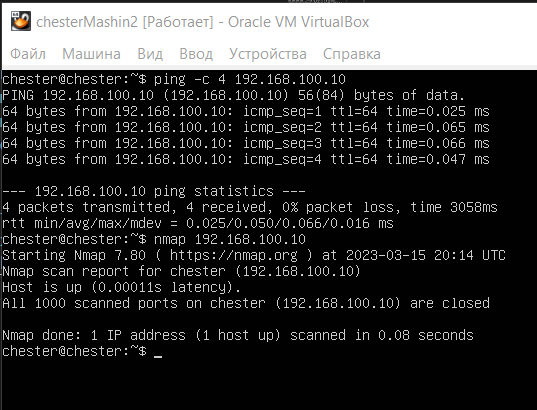 chesterMashin2 [Работает] - Oracle VM VirtualBox
Файл Машина Вид Ввод Устройства Справка
chester@chester:~$ ping -c 4 192.168.100.10
PING 192.168.100.10 (192.168.100.10) 56(84) bytes of data.
64 bytes from 192.168.100.10: icmp_seq=1 ttl=64 time=0.025 ms
64 bytes from 192.168.100.10: icmp_seq=2 ttl=64 time=0.065 ms
64 bytes from 192.168.100.10: icmp_seq=3 ttl=64 time=0.066 ms
64 bytes from 192.168.100.10: icmp_seq=4 ttl=64 time=0.047 ms
--- 192.168.100.10 ping statistics ---
4 packets transmitted, 4 received, 0% packet loss, time 3058ms
rtt min/avg/max/mdev = 0.025/0.050/0.066/0.016 ms
chester@chester:~$ nmap 192.168.100.10
Starting Nmap 7.80 ( https://nmap.org ) at 2023-03-15 20:14 UTC
Nmap scan report for chester (192.168.100.10)
Host is up (0.00011s latency).
All 1000 scanned ports on chester (192.168.100.10) are closed
Nmap done: 1 IP address (1 host up) scanned in 0.08 seconds
chester@chester:~$ _